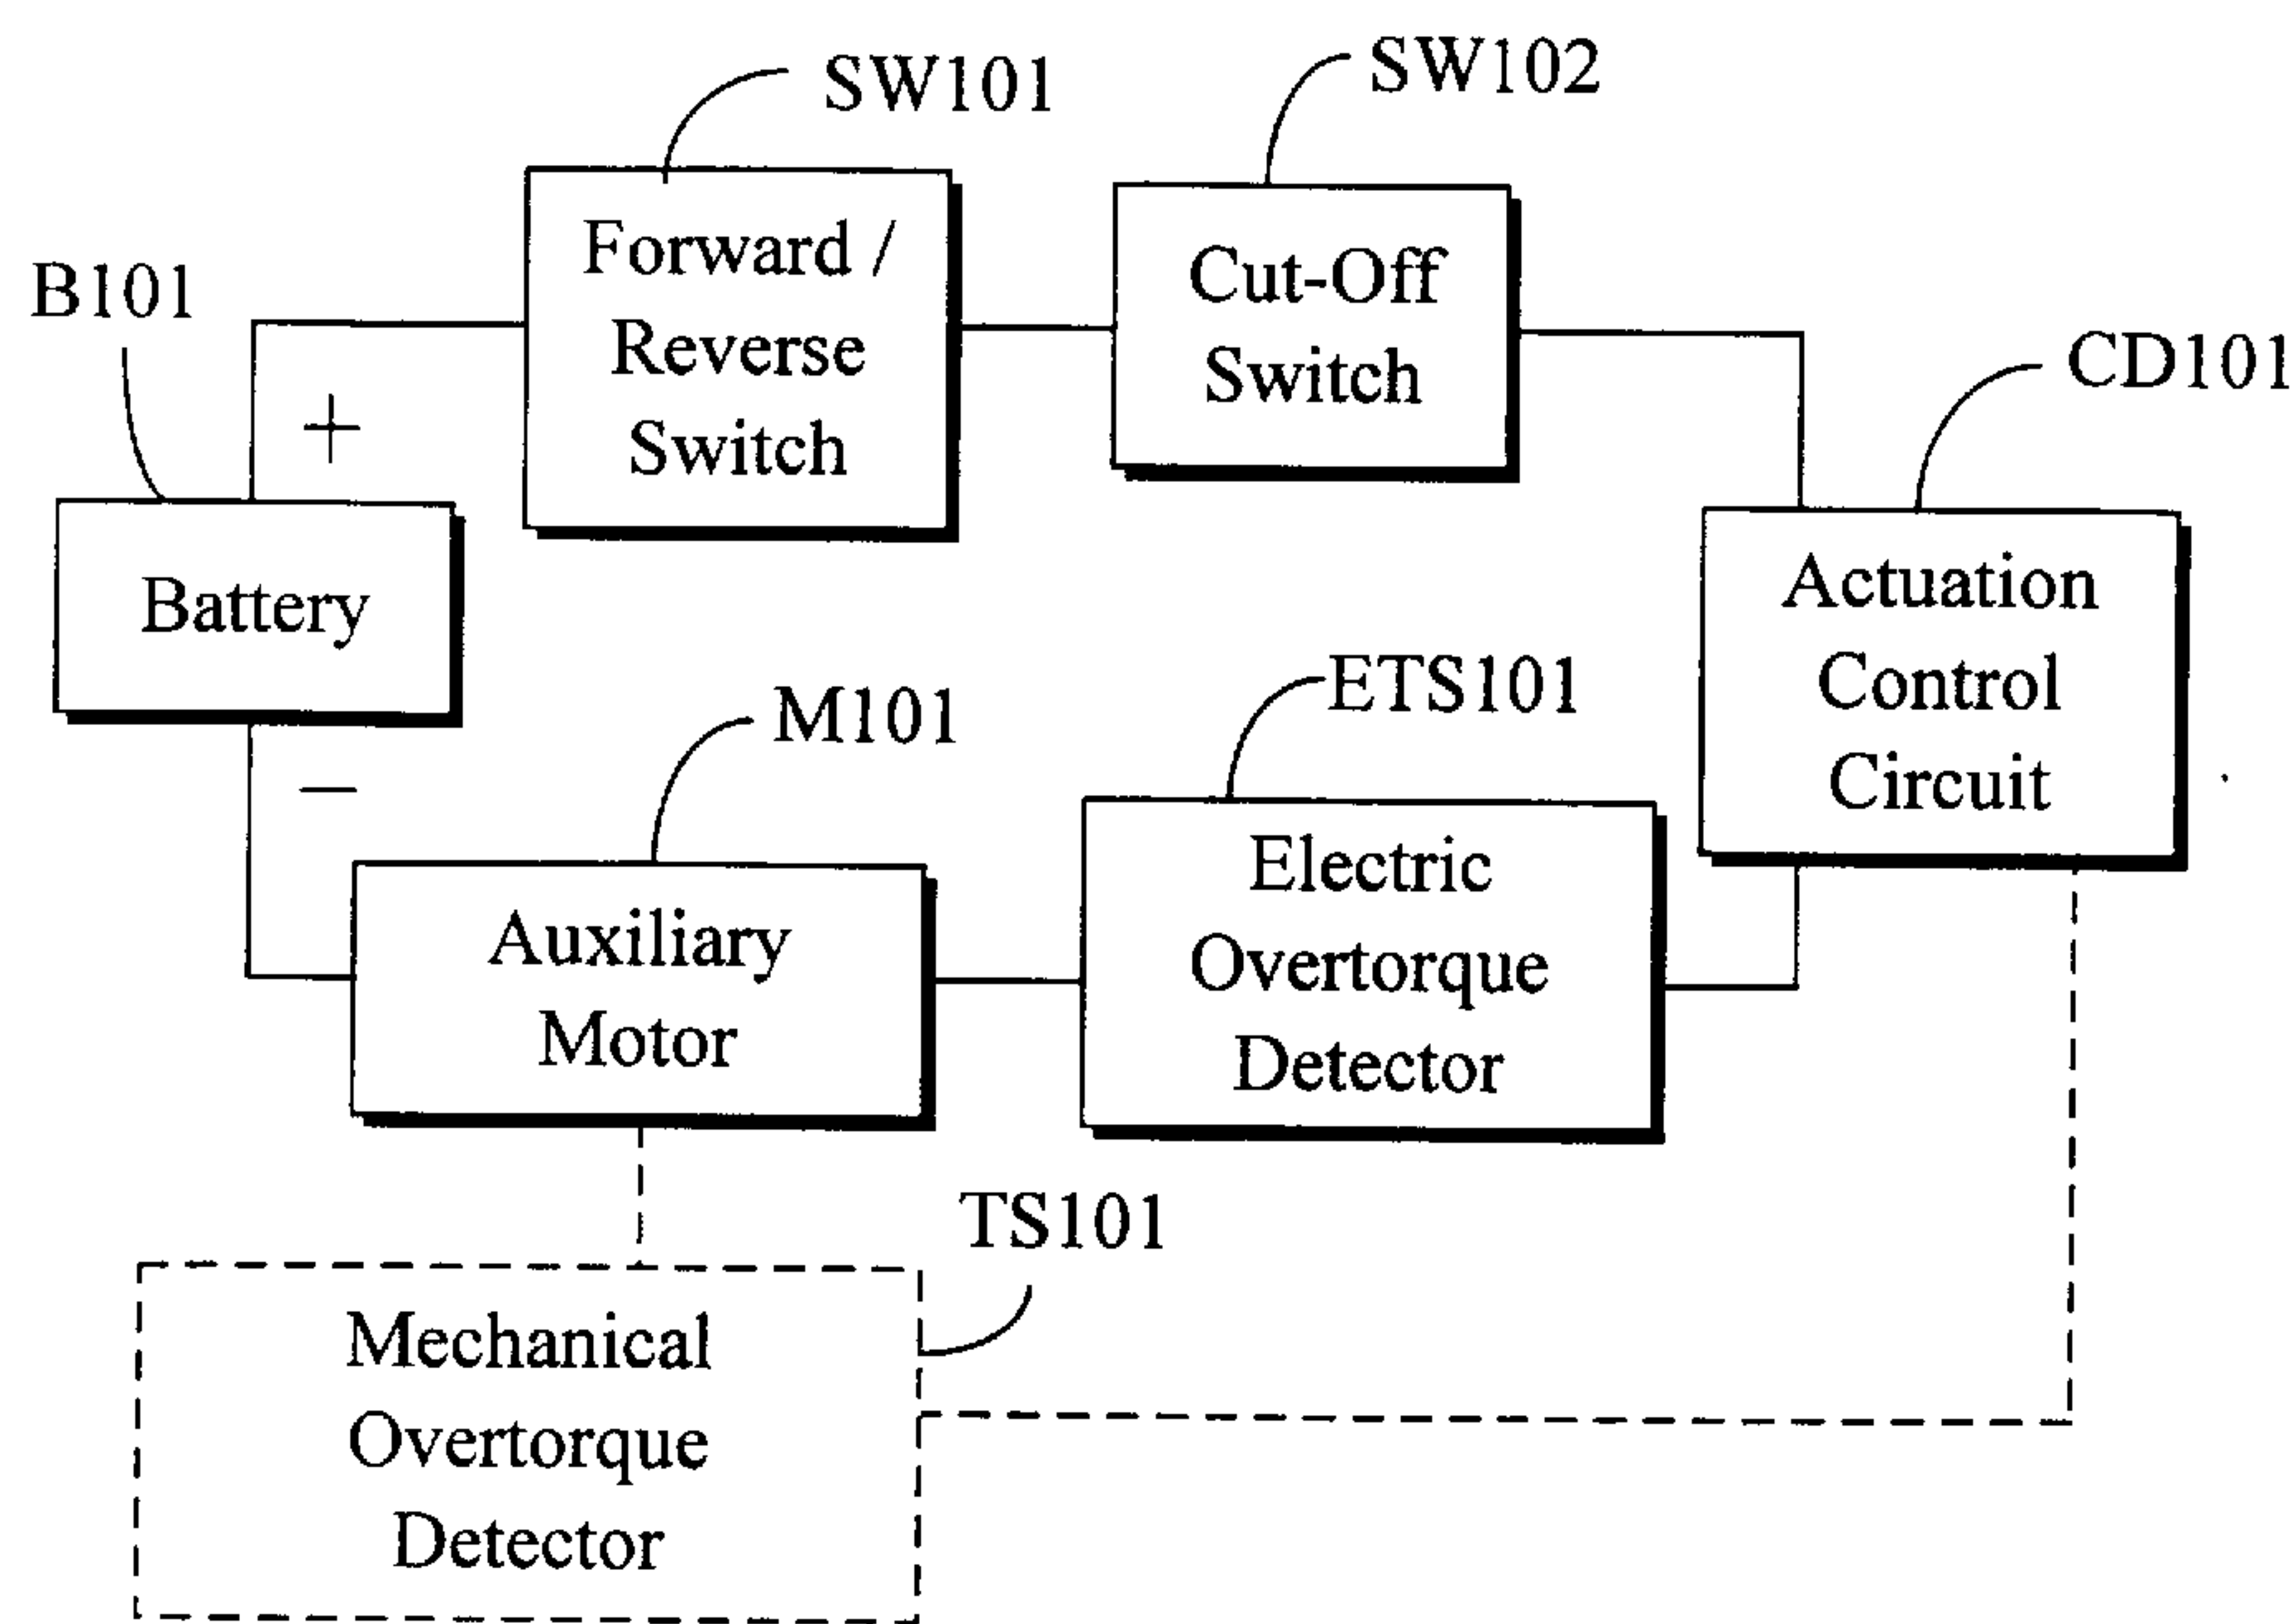 SW101
SW102
Forward /
Reverse
Switch
Cut-Off
Switch
B101
CD101
+
Battery
Actuation
Control
Circuit
M101
ETS101
—
Auxiliary
Motor
Electric
Overtorque
Detector
TS101
Mechanical
Overtorque
Detector